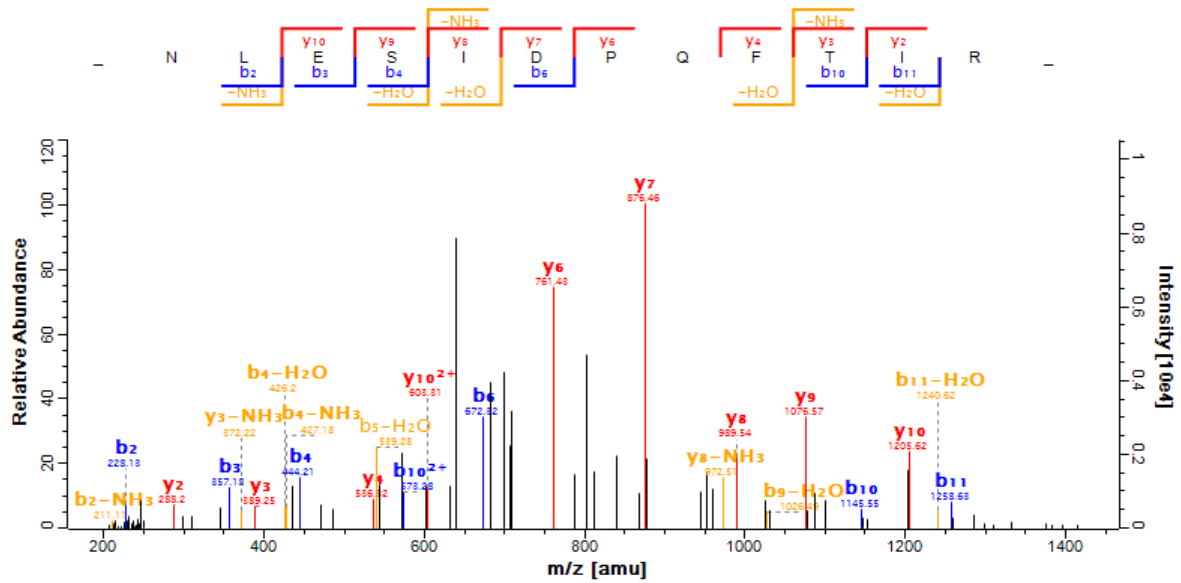 −NH₃ −NH₃
y₁₀ y₉ y₈ y₇ y₆ y₄ y₃ y₂
_ N L E S I D P Q F T I R _
b₂ b₃ b₄ b₆ b₁₀ b₁₁
−NH₃ −H₂O −H₂O −H₂O −H₂O
120
100
80
60
40
20
0
Relative Abundance
1
0.8
0.6
0.4
0.2
0
Intensity [10e4]
b₂-NH₃
211.11
b₂
228.13
y₂
288.2
b₃
357.18
y₃-NH₃
372.22
y₃
389.25
b₄-H₂O
426.2
b₄-NH₃
427.18
b₄
444.21
y₄
536.32
b₅-H₂O
539.28
b₁₀²⁺
573.28
y₁₀²⁺
603.31
b₆
672.32
y₆
761.43
y₇
876.46
y₈-NH₃
972.51
y₈
989.54
b₉-H₂O
1026.49
y₉
1076.57
b₁₀
1145.55
y₁₀
1205.62
b₁₁-H₂O
1240.62
b₁₁
1258.63
200 400 600 800 1000 1200 1400
m/z [amu]